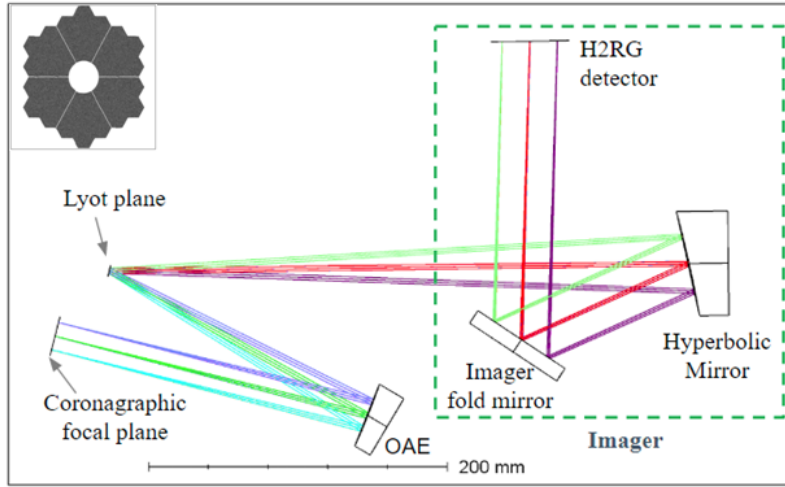 H2RG
detector
Lyot plane
Hyperbolic
Mirror
Imager
fold mirror
Coronagraphic
focal plane
OAE
Imager
200 mm